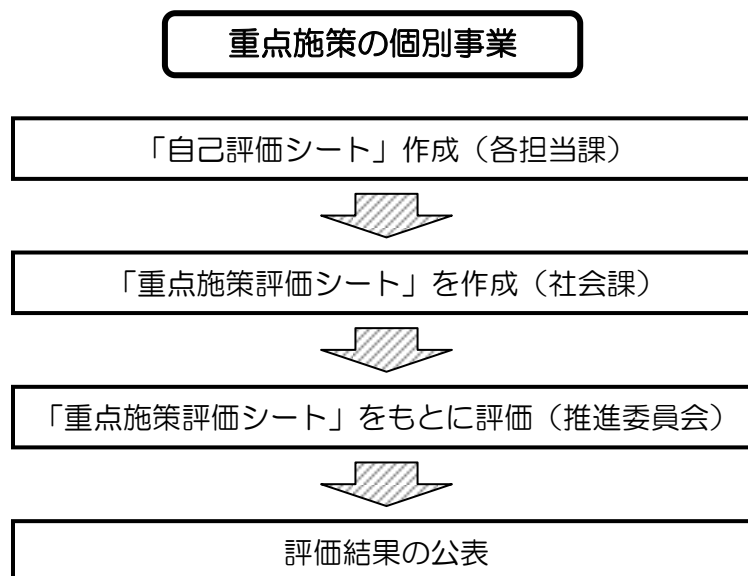 重点施策の個別事業
「自己評価シート」作成（各担当課）
「重点施策評価シート」を作成（社会課）
「重点施策評価シート」をもとに評価（推進委員会）
評価結果の公表